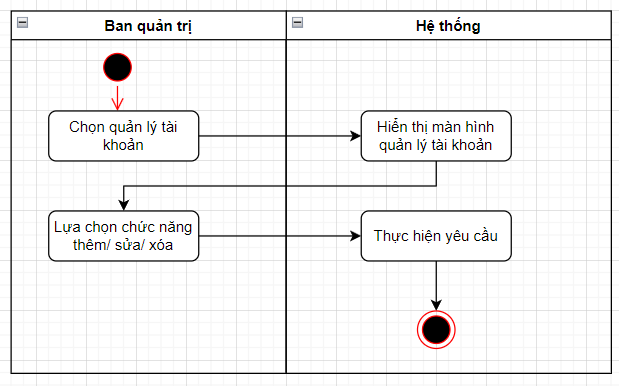 Ban quản trị
Hệ thống
Chọn quản lý tài
khoản
Hiển thị màn hình
quản lý tài khoản
Lựa chọn chức năng
thêm/ sửa/ xóa
Thực hiện yêu cầu